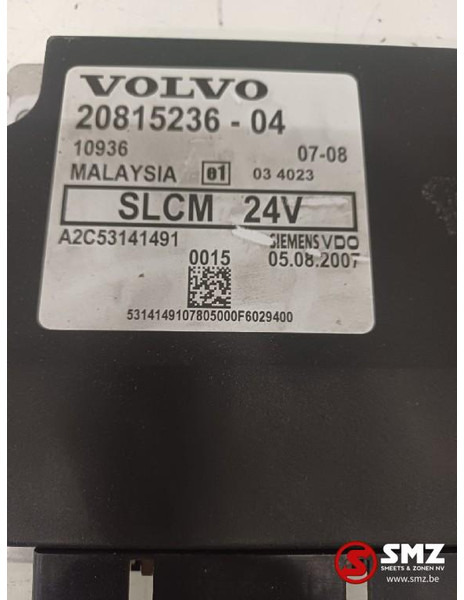 VOLVO
20815236 - 04
10936 07-08
MALAYSIA e1 03 4023
SLCM 24V
A2C53141491 SIEMENS VDO
0015 05.08.2007
5314149107805000F6029400
SMZ
SHEETS & ZONEN NV
www.smz.be